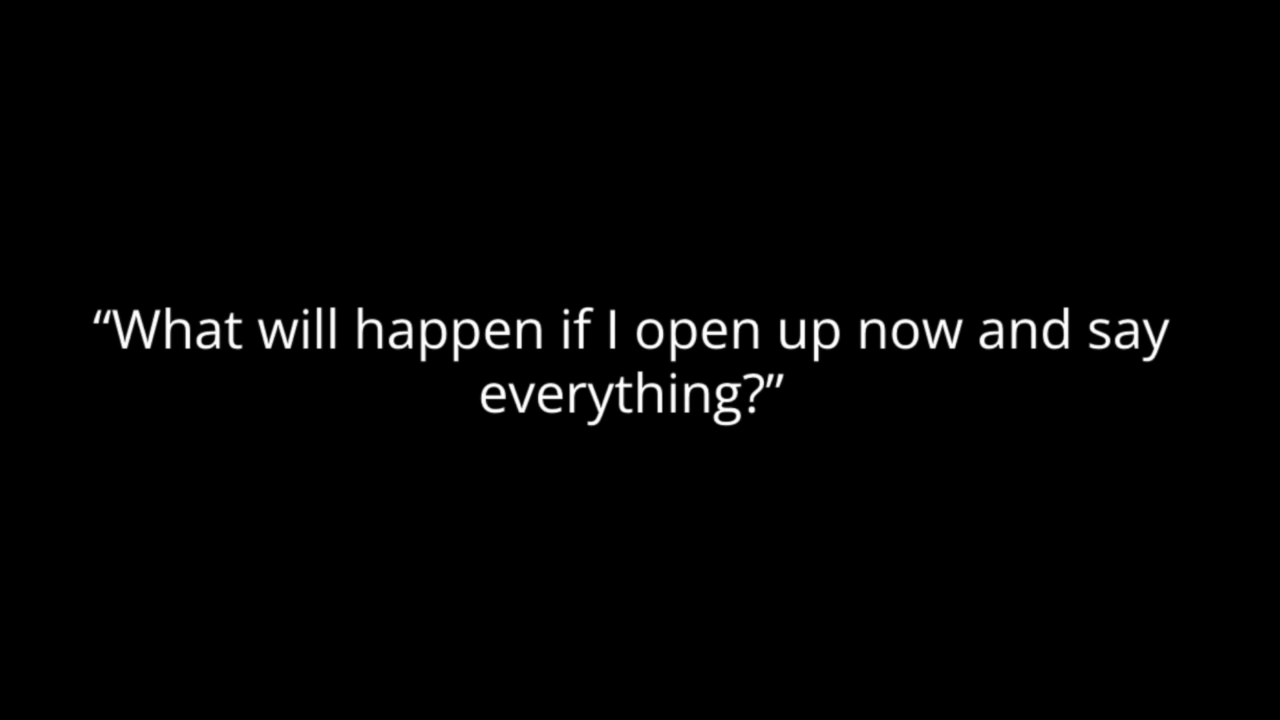 “What will happen if I open up now and say
everything?”